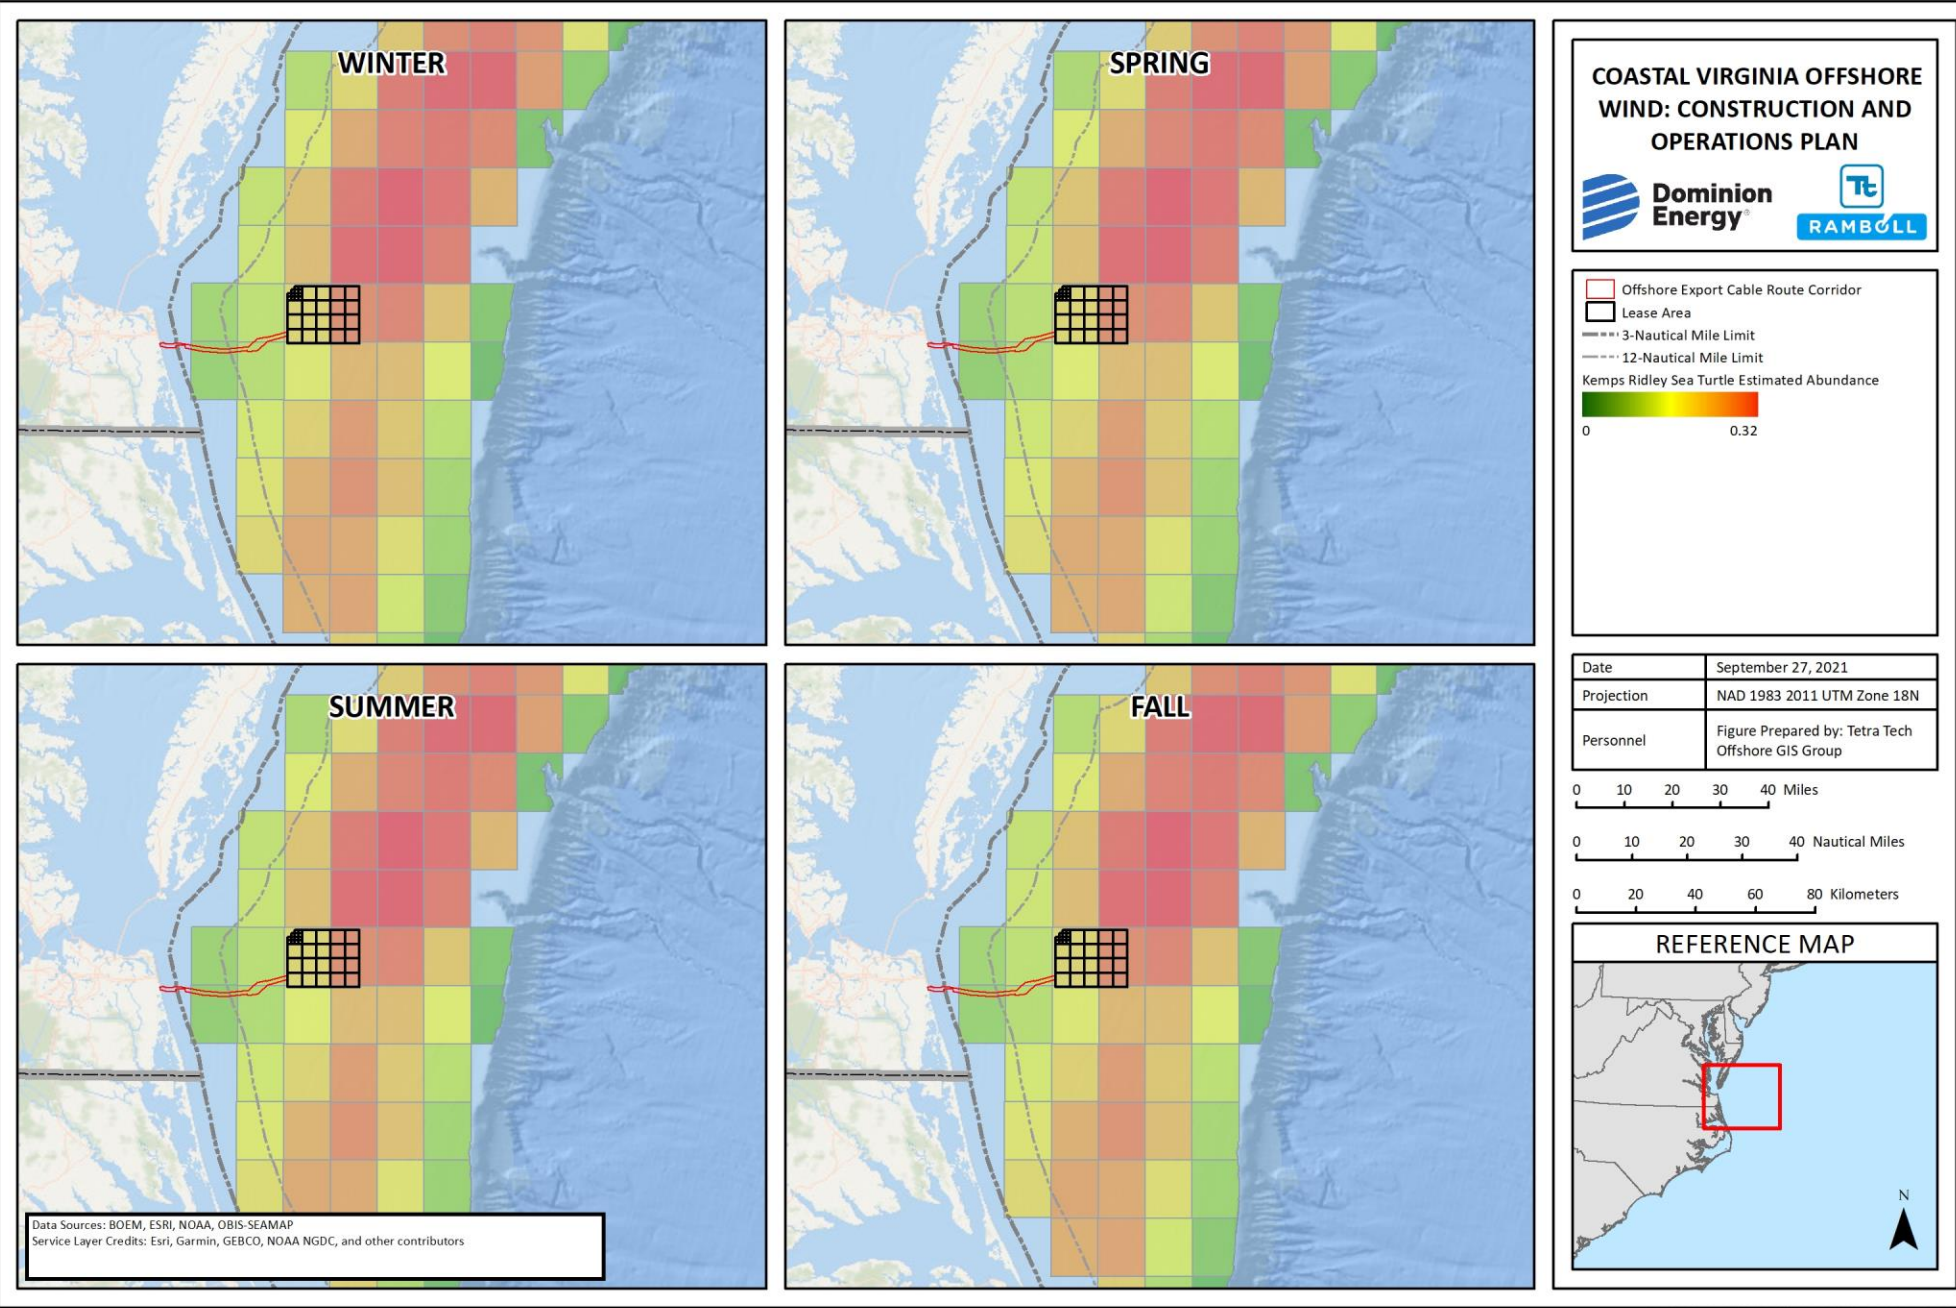 WINTER
SPRING
SUMMER
FALL
Data Sources: BOEM, ESRI, NOAA, OBIS-SEAMAP
Service Layer Credits: Esri, Garmin, GEBCO, NOAA NGDC, and other contributors
COASTAL VIRGINIA OFFSHORE
WIND: CONSTRUCTION AND
OPERATIONS PLAN
Dominion
Energy®
Tt
RAMBOLL
Offshore Export Cable Route Corridor
Lease Area
3-Nautical Mile Limit
12-Nautical Mile Limit
Kemps Ridley Sea Turtle Estimated Abundance
0 0.32
Date September 27, 2021
Projection NAD 1983 2011 UTM Zone 18N
Personnel Figure Prepared by: Tetra Tech
Offshore GIS Group
0 10 20 30 40 Miles
0 10 20 30 40 Nautical Miles
0 20 40 60 80 Kilometers
REFERENCE MAP
N